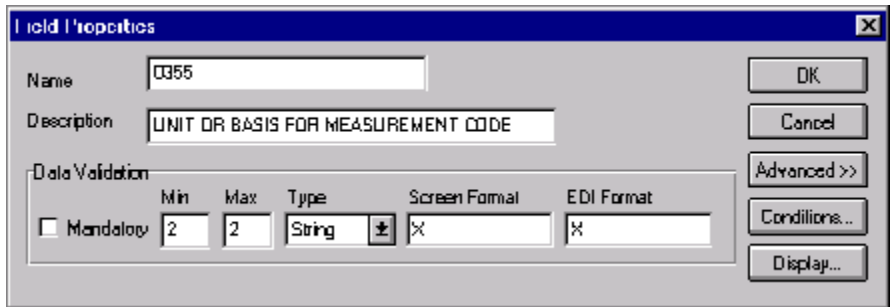 Field Properties
Name 0355 OK
Description UNIT OR BASIS FOR MEASUREMENT CODE Cancel
Data Validation Advanced >>
Min Max Type Screen Format EDI Format
Mandatory 2 2 String X X Conditions...
Display...